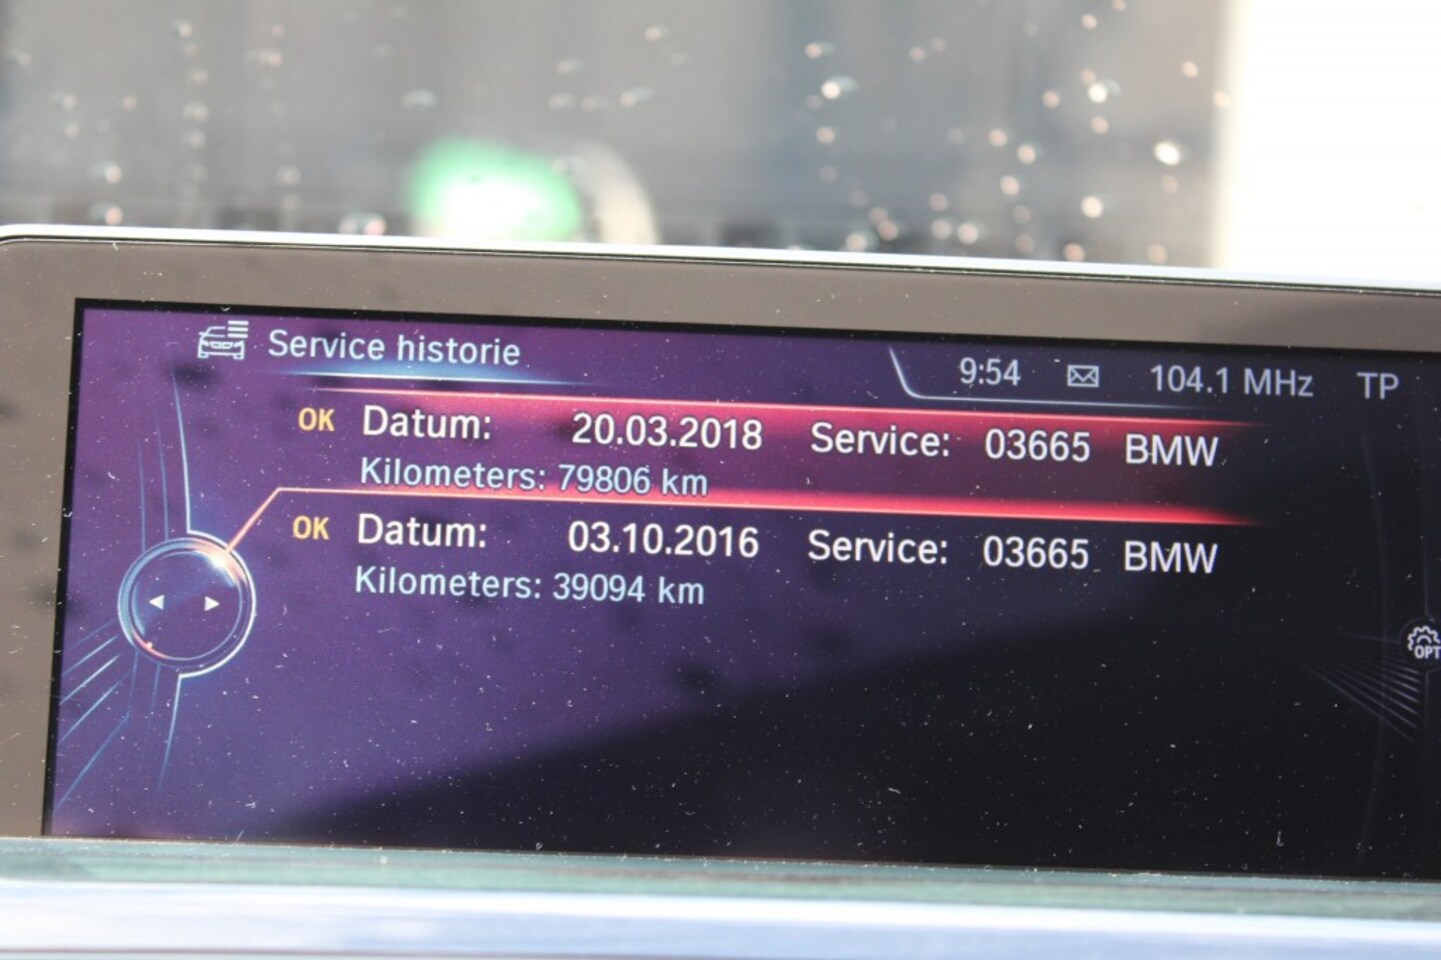 Service historie
9:54 104.1 MHz TP
OK Datum: 20.03.2018 Service: 03665 BMW
Kilometers: 79806 km
OK Datum: 03.10.2016 Service: 03665 BMW
Kilometers: 39094 km
OPT